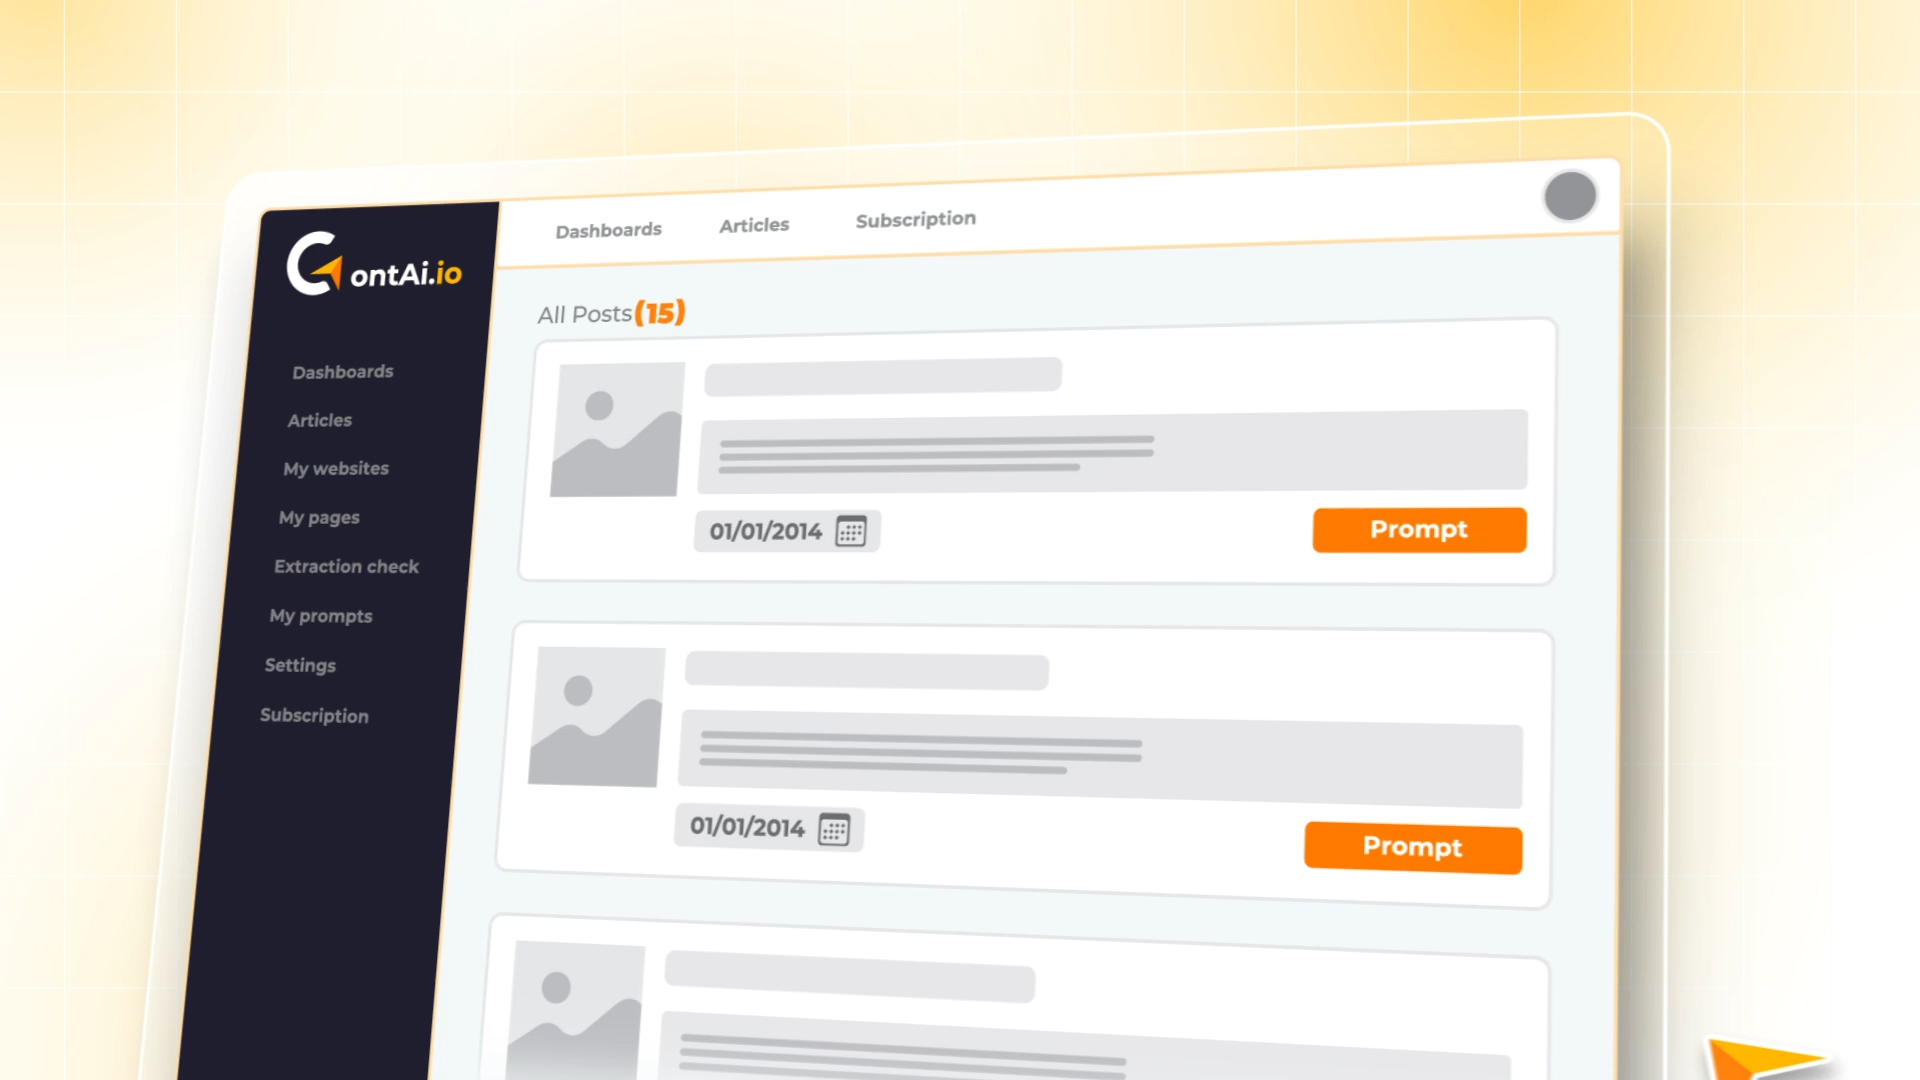 ContAi.io
Dashboards
Articles
My websites
My pages
Extraction check
My prompts
Settings
Subscription
Dashboards Articles Subscription
All Posts(15)
01/01/2014
Prompt
01/01/2014
Prompt